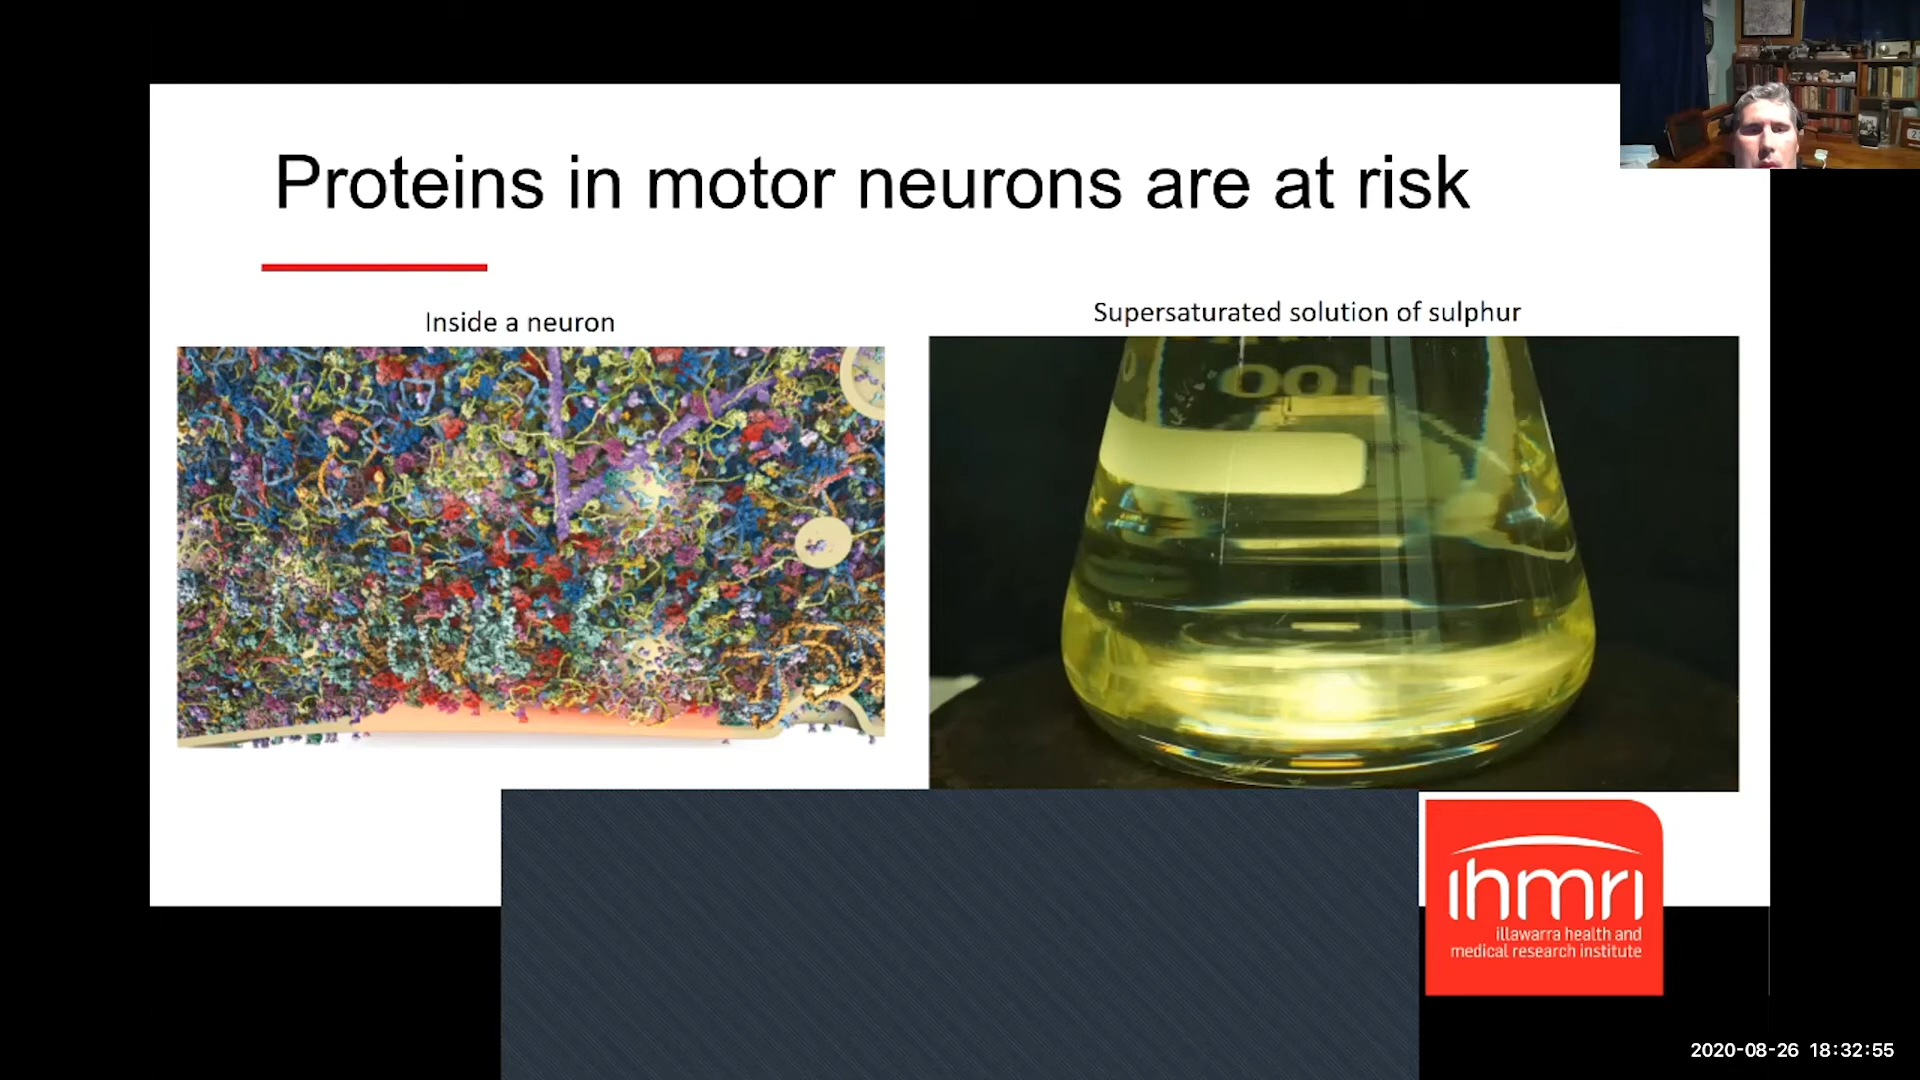 Proteins in motor neurons are at risk
Inside a neuron
Supersaturated solution of sulphur
100
ihmri
illawarra health and
medical research institute
2020-08-26 18:32:55